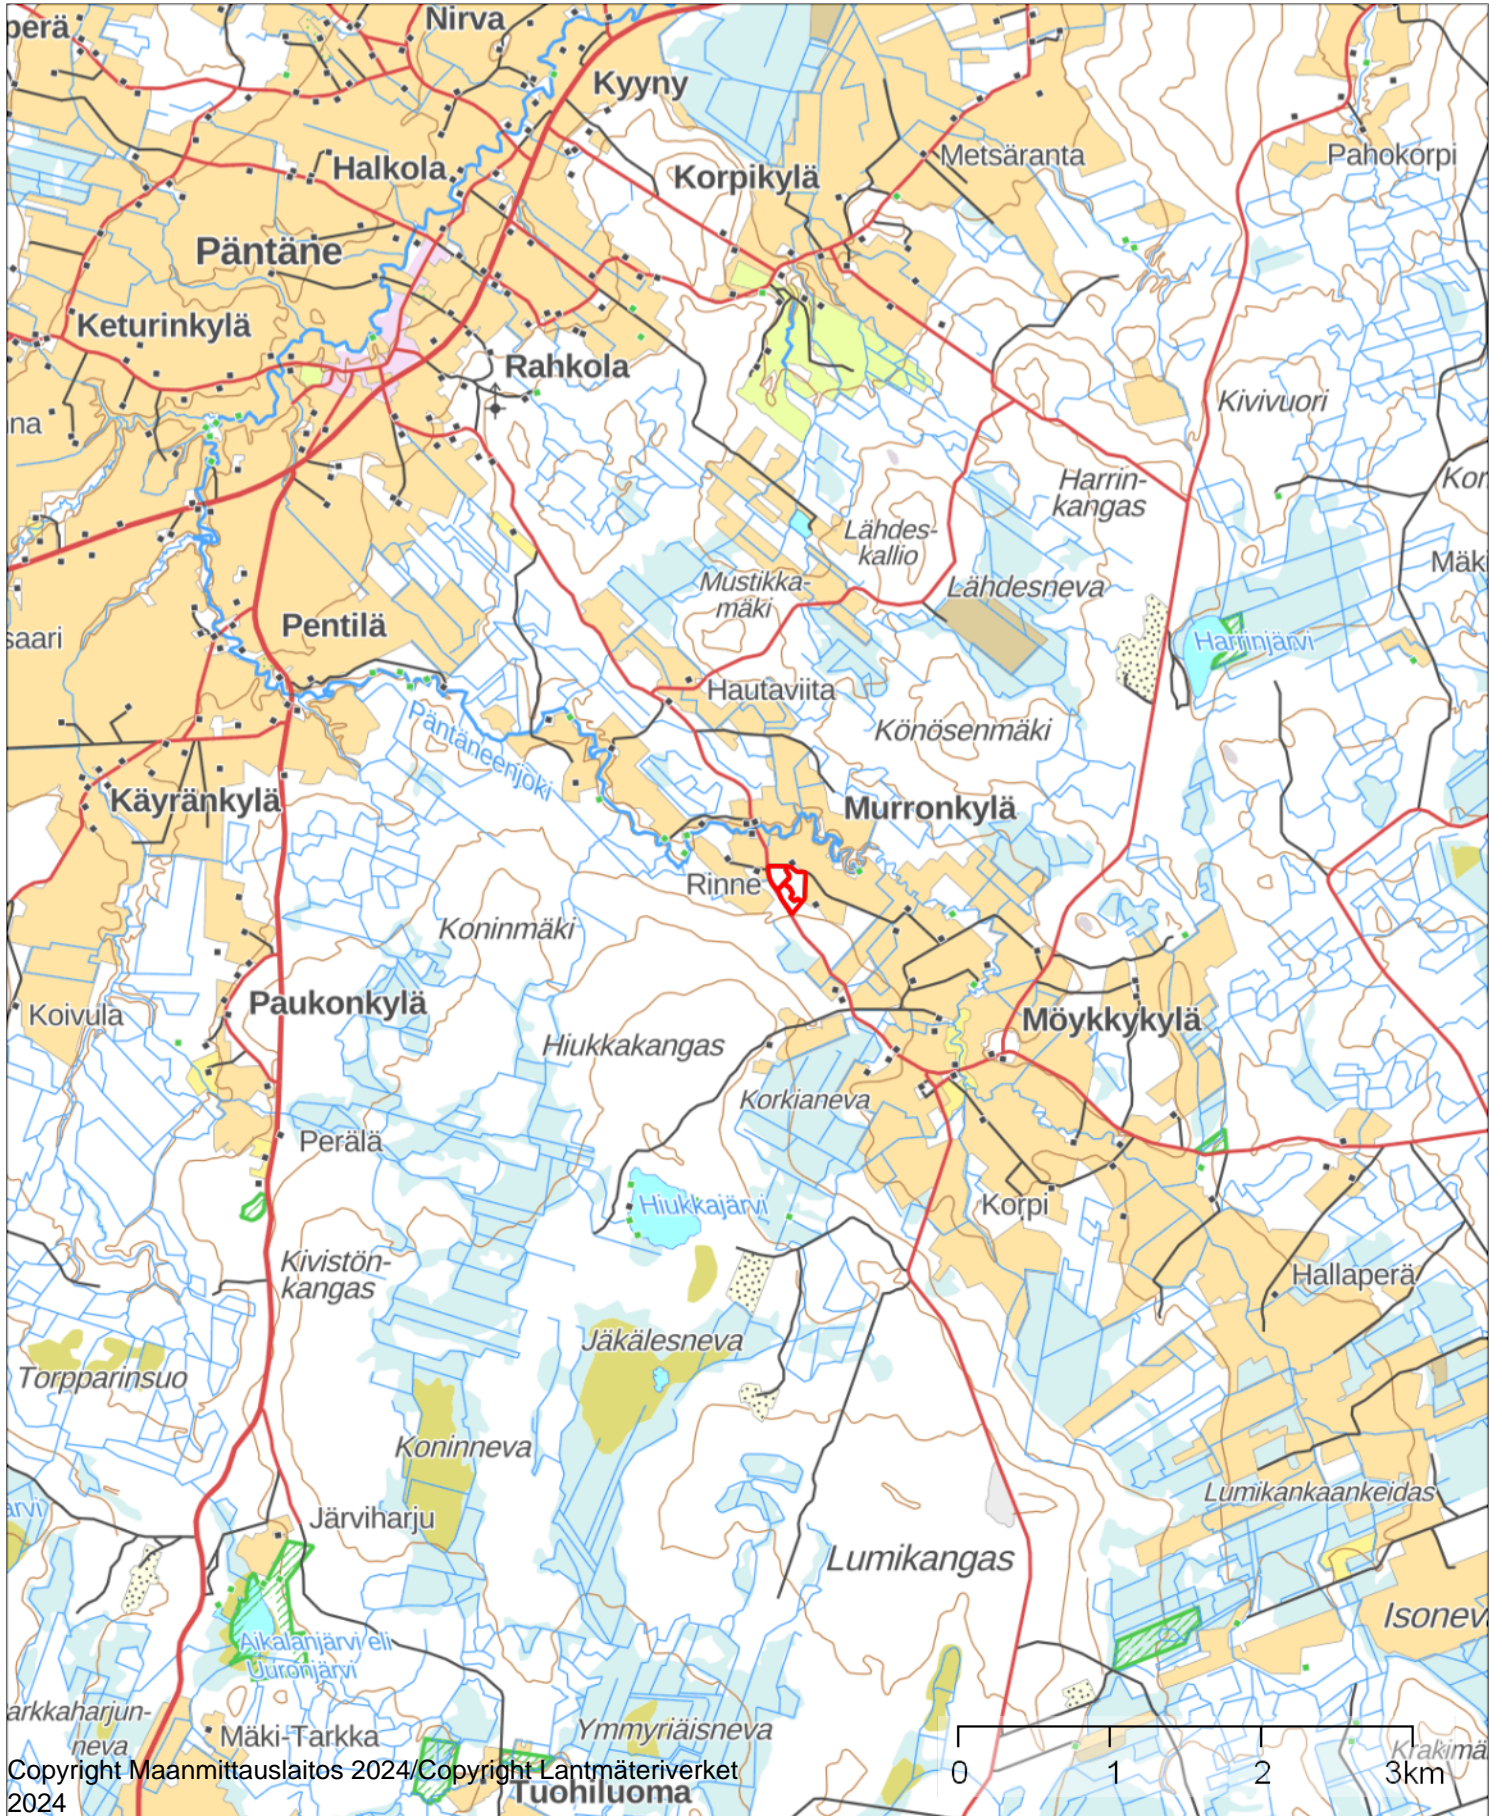 perä
Nirva
Kyyny
Halkola
Korpikylä
Metsäranta
Pahokorpi
Päntäne
Keturinkylä
Rahkola
Kivivuori
na
Harrin-
kangas
Kor
Lähdes-
kallio
Mustikka-
mäki
Lähdesneva
Mäki
Pentilä
saari
Harrinjärvi
Hautaviita
Päntäneenjoki
Könösenmäki
Käyränkylä
Murronkylä
Rinne
Koninmäki
Koivula
Paukonkylä
Möykkykylä
Hiukkakangas
Korkianeva
Perälä
Hiukkajärvi
Korpi
Kivistön-
kangas
Hallaperä
Jäkälesneva
Torpparinsuo
Koninneva
Lumikankaankeidas
arvi
Järviharju
Lumikangas
Isonev
Aikalanjärvi eli
Uuronjärvi
arkkaharjun-
neva
Mäki-Tarkka
Ymmyriäisneva
Krakimä
0 1 2 3km
Tuohiluoma
Copyright Maanmittauslaitos 2024/Copyright Lantmäteriverket
2024